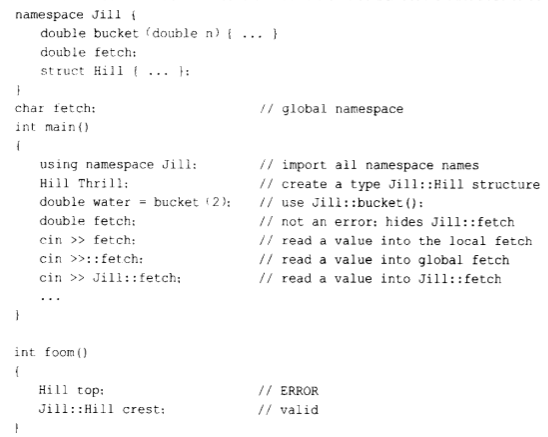 namespace Jill {
    double bucket (double n) { ... }
    double fetch;
    struct Hill { ... };
}
char fetch;                         // global namespace
int main()
{
    using namespace Jill;           // import all namespace names
    Hill Thrill;                    // create a type Jill::Hill structure
    double water = bucket (2);      // use Jill::bucket();
    double fetch;                   // not an error; hides Jill::fetch
    cin >> fetch;                   // read a value into the local fetch
    cin >>::fetch;                  // read a value into global fetch
    cin >> Jill::fetch;             // read a value into Jill::fetch
    ...
}
int foom()
{
    Hill top;                       // ERROR
    Jill::Hill crest;               // valid
}